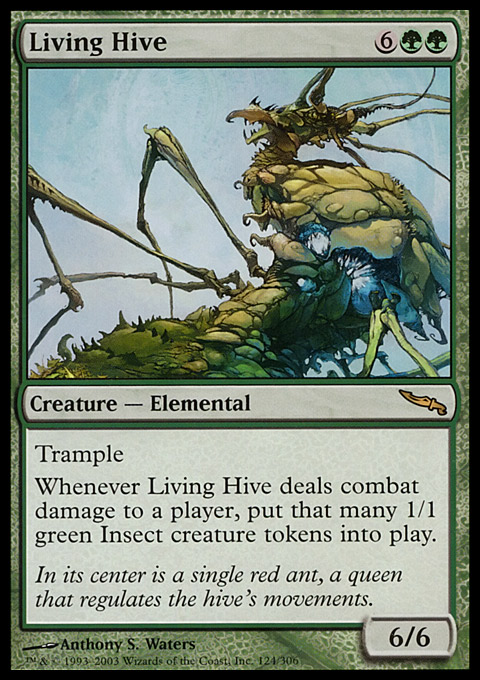 Living Hive 6
Creature — Elemental
Trample
Whenever Living Hive deals combat
damage to a player, put that many 1/1
green Insect creature tokens into play.
In its center is a single red ant, a queen
that regulates the hive's movements.
Anthony S. Waters
™ & © 1993–2003 Wizards of the Coast, Inc. 124/306
6/6